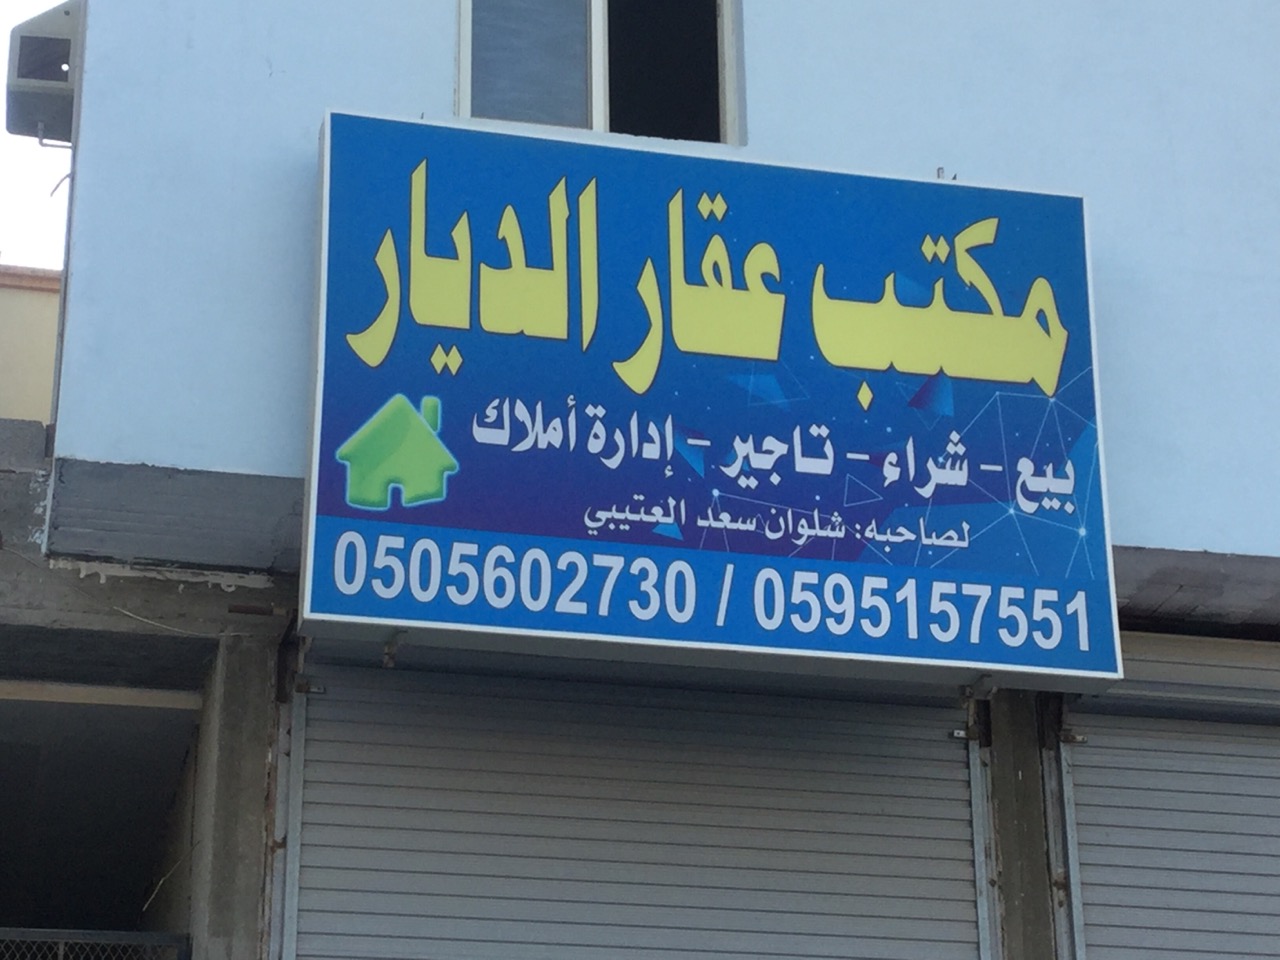 مكتب عقار الديار
بيع - شراء - تاجير - إدارة أملاك
لصاحبه: شلوان سعد العتيبي
0505602730 / 0595157551